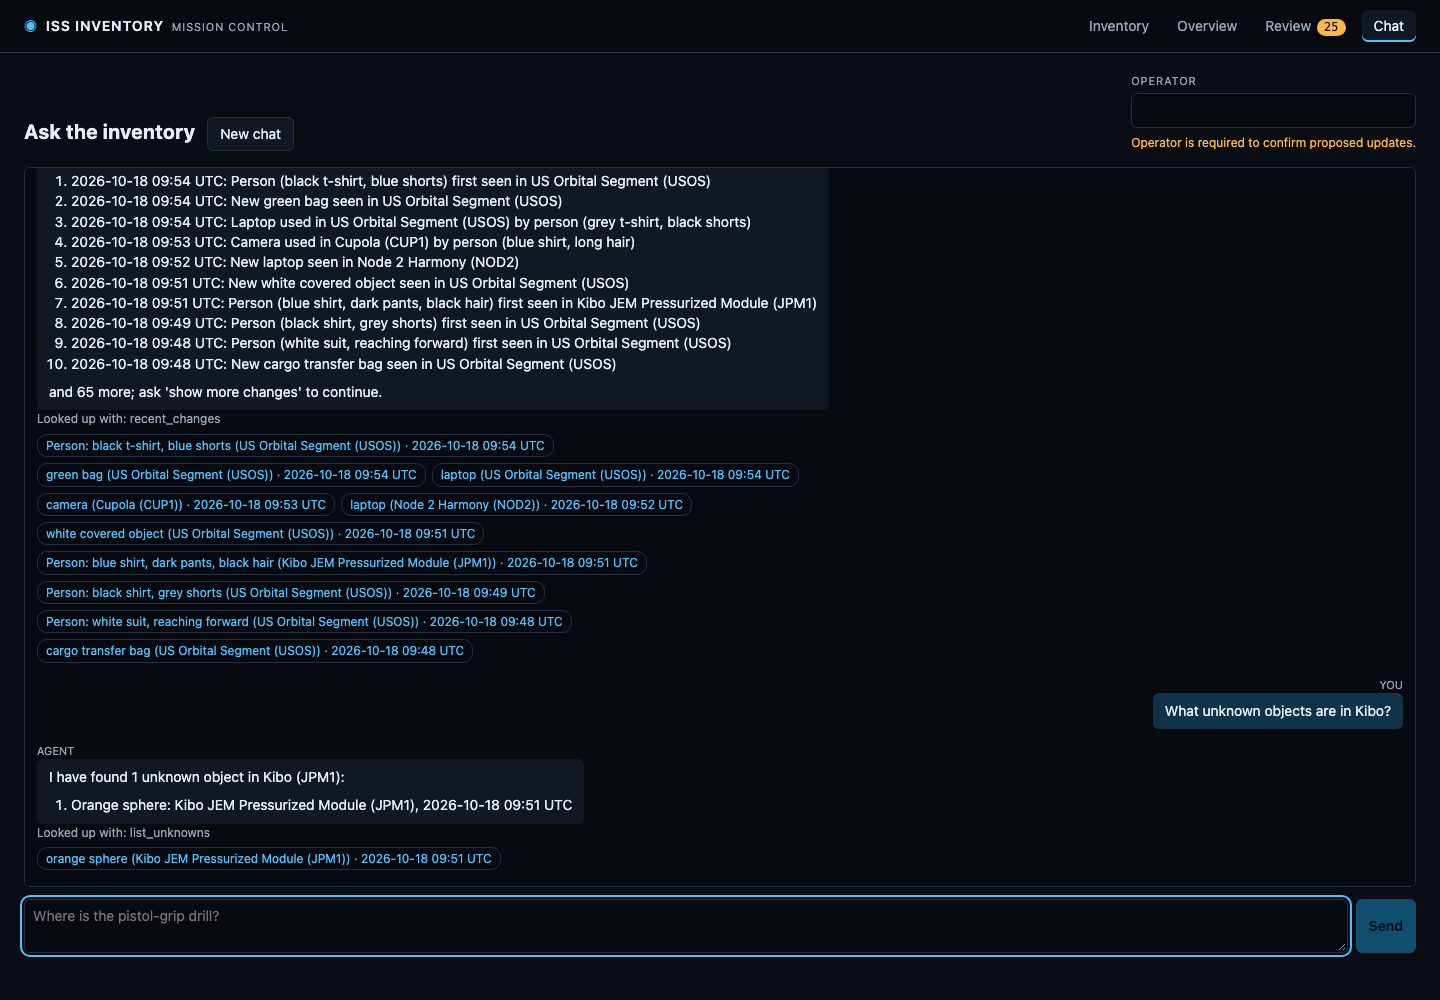 ISS INVENTORY MISSION CONTROL
Inventory
Overview
Review 25
Chat
OPERATOR
Operator is required to confirm proposed updates.
Ask the inventory
New chat
1. 2026-10-18 09:54 UTC: Person (black t-shirt, blue shorts) first seen in US Orbital Segment (USOS)
2. 2026-10-18 09:54 UTC: New green bag seen in US Orbital Segment (USOS)
3. 2026-10-18 09:54 UTC: Laptop used in US Orbital Segment (USOS) by person (grey t-shirt, black shorts)
4. 2026-10-18 09:53 UTC: Camera used in Cupola (CUP1) by person (blue shirt, long hair)
5. 2026-10-18 09:52 UTC: New laptop seen in Node 2 Harmony (NOD2)
6. 2026-10-18 09:51 UTC: New white covered object seen in US Orbital Segment (USOS)
7. 2026-10-18 09:51 UTC: Person (blue shirt, dark pants, black hair) first seen in Kibo JEM Pressurized Module (JPM1)
8. 2026-10-18 09:49 UTC: Person (black shirt, grey shorts) first seen in US Orbital Segment (USOS)
9. 2026-10-18 09:48 UTC: Person (white suit, reaching forward) first seen in US Orbital Segment (USOS)
10. 2026-10-18 09:48 UTC: New cargo transfer bag seen in US Orbital Segment (USOS)
and 65 more; ask 'show more changes' to continue.
Looked up with: recent_changes
Person: black t-shirt, blue shorts (US Orbital Segment (USOS)) · 2026-10-18 09:54 UTC
green bag (US Orbital Segment (USOS)) · 2026-10-18 09:54 UTC
laptop (US Orbital Segment (USOS)) · 2026-10-18 09:54 UTC
camera (Cupola (CUP1)) · 2026-10-18 09:53 UTC
laptop (Node 2 Harmony (NOD2)) · 2026-10-18 09:52 UTC
white covered object (US Orbital Segment (USOS)) · 2026-10-18 09:51 UTC
Person: blue shirt, dark pants, black hair (Kibo JEM Pressurized Module (JPM1)) · 2026-10-18 09:51 UTC
Person: black shirt, grey shorts (US Orbital Segment (USOS)) · 2026-10-18 09:49 UTC
Person: white suit, reaching forward (US Orbital Segment (USOS)) · 2026-10-18 09:48 UTC
cargo transfer bag (US Orbital Segment (USOS)) · 2026-10-18 09:48 UTC
YOU
What unknown objects are in Kibo?
AGENT
I have found 1 unknown object in Kibo (JPM1):
1. Orange sphere: Kibo JEM Pressurized Module (JPM1), 2026-10-18 09:51 UTC
Looked up with: list_unknowns
orange sphere (Kibo JEM Pressurized Module (JPM1)) · 2026-10-18 09:51 UTC
Where is the pistol-grip drill?
Send